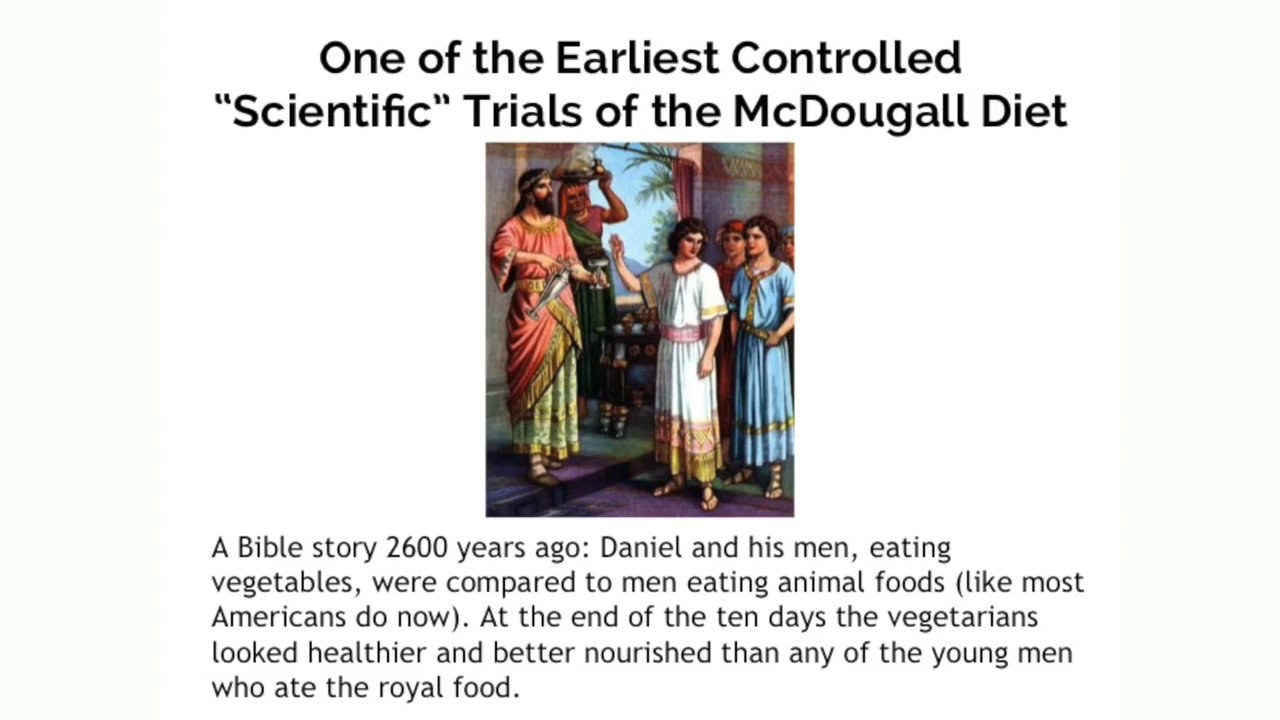 One of the Earliest Controlled
“Scientific” Trials of the McDougall Diet
A Bible story 2600 years ago: Daniel and his men, eating
vegetables, were compared to men eating animal foods (like most
Americans do now). At the end of the ten days the vegetarians
looked healthier and better nourished than any of the young men
who ate the royal food.